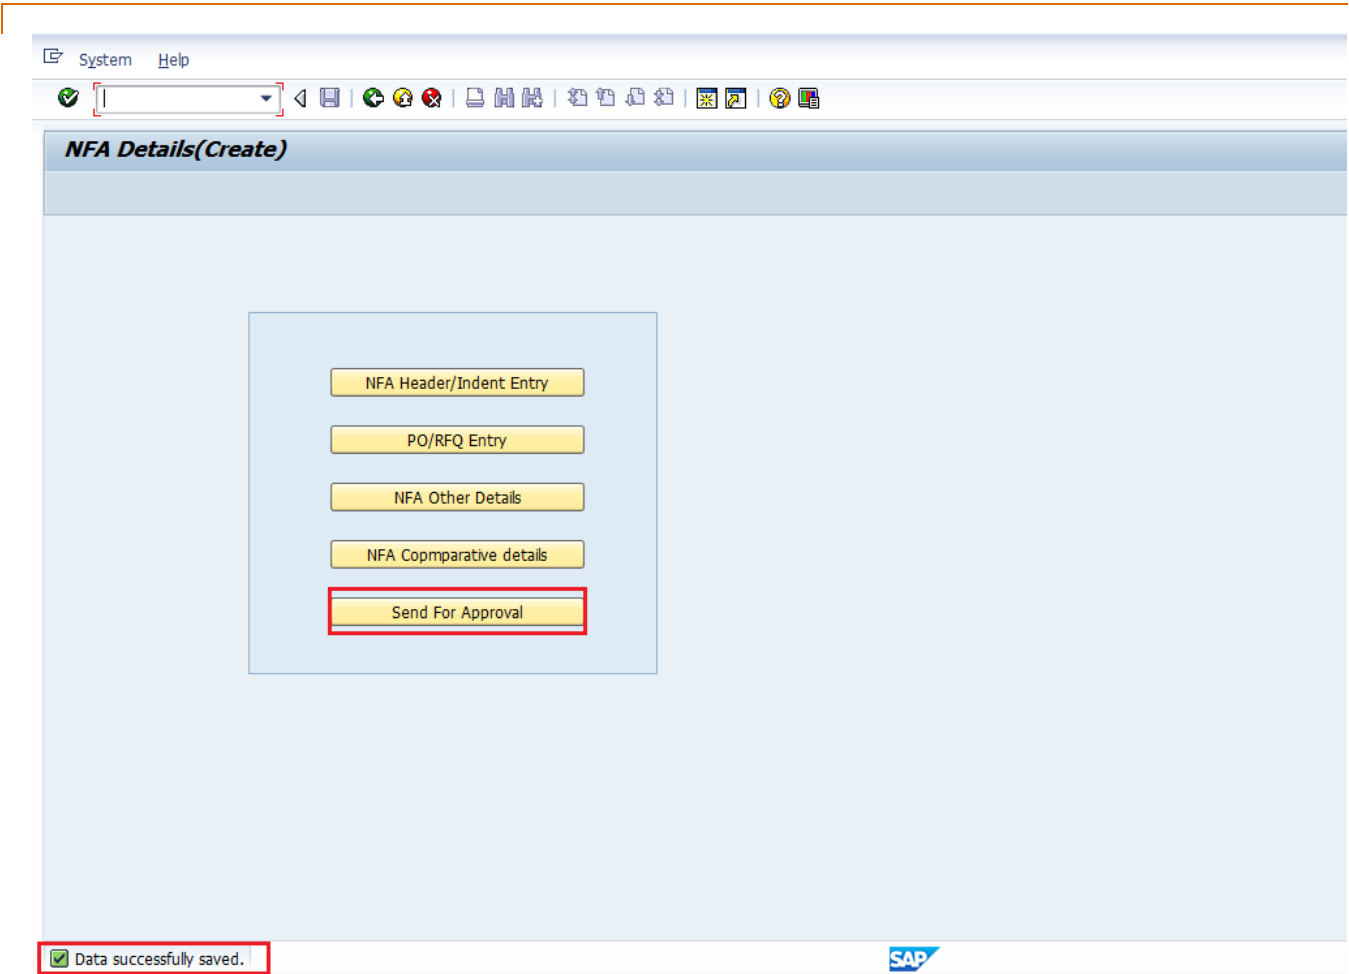 System Help
NFA Details(Create)
NFA Header/Indent Entry
PO/RFQ Entry
NFA Other Details
NFA Copmparative details
Send For Approval
Data successfully saved.
SAP